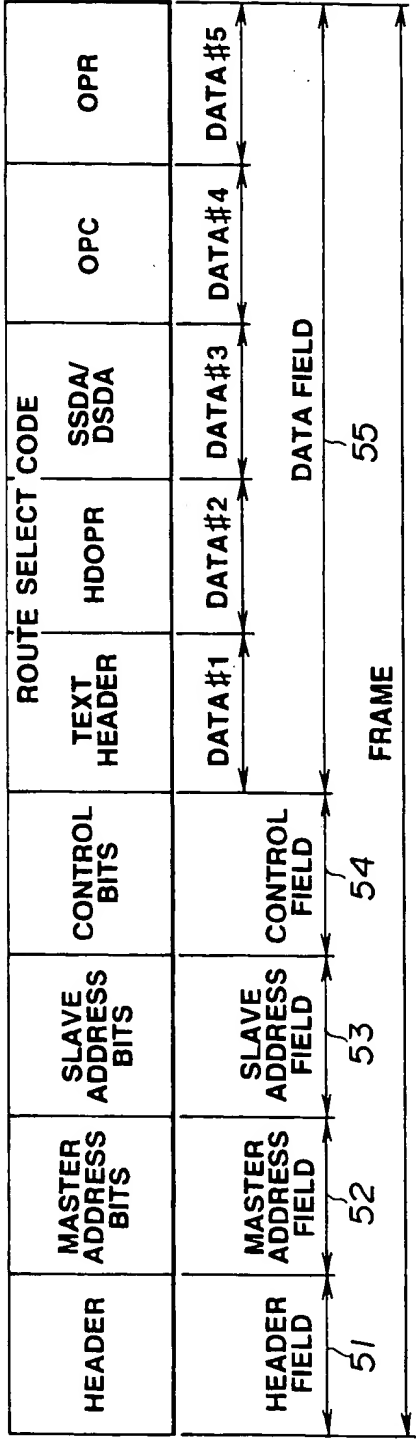 ROUTE SELECT CODE
HEADER
MASTER
ADDRESS
BITS
SLAVE
ADDRESS
BITS
CONTROL
BITS
TEXT
HEADER
HDOPR
SSDA/
DSDA
OPC
OPR
HEADER
FIELD
MASTER
ADDRESS
FIELD
SLAVE
ADDRESS
FIELD
CONTROL
FIELD
DATA#1
DATA#2
DATA#3
DATA#4
DATA#5
DATA FIELD
51
52
53
54
55
FRAME